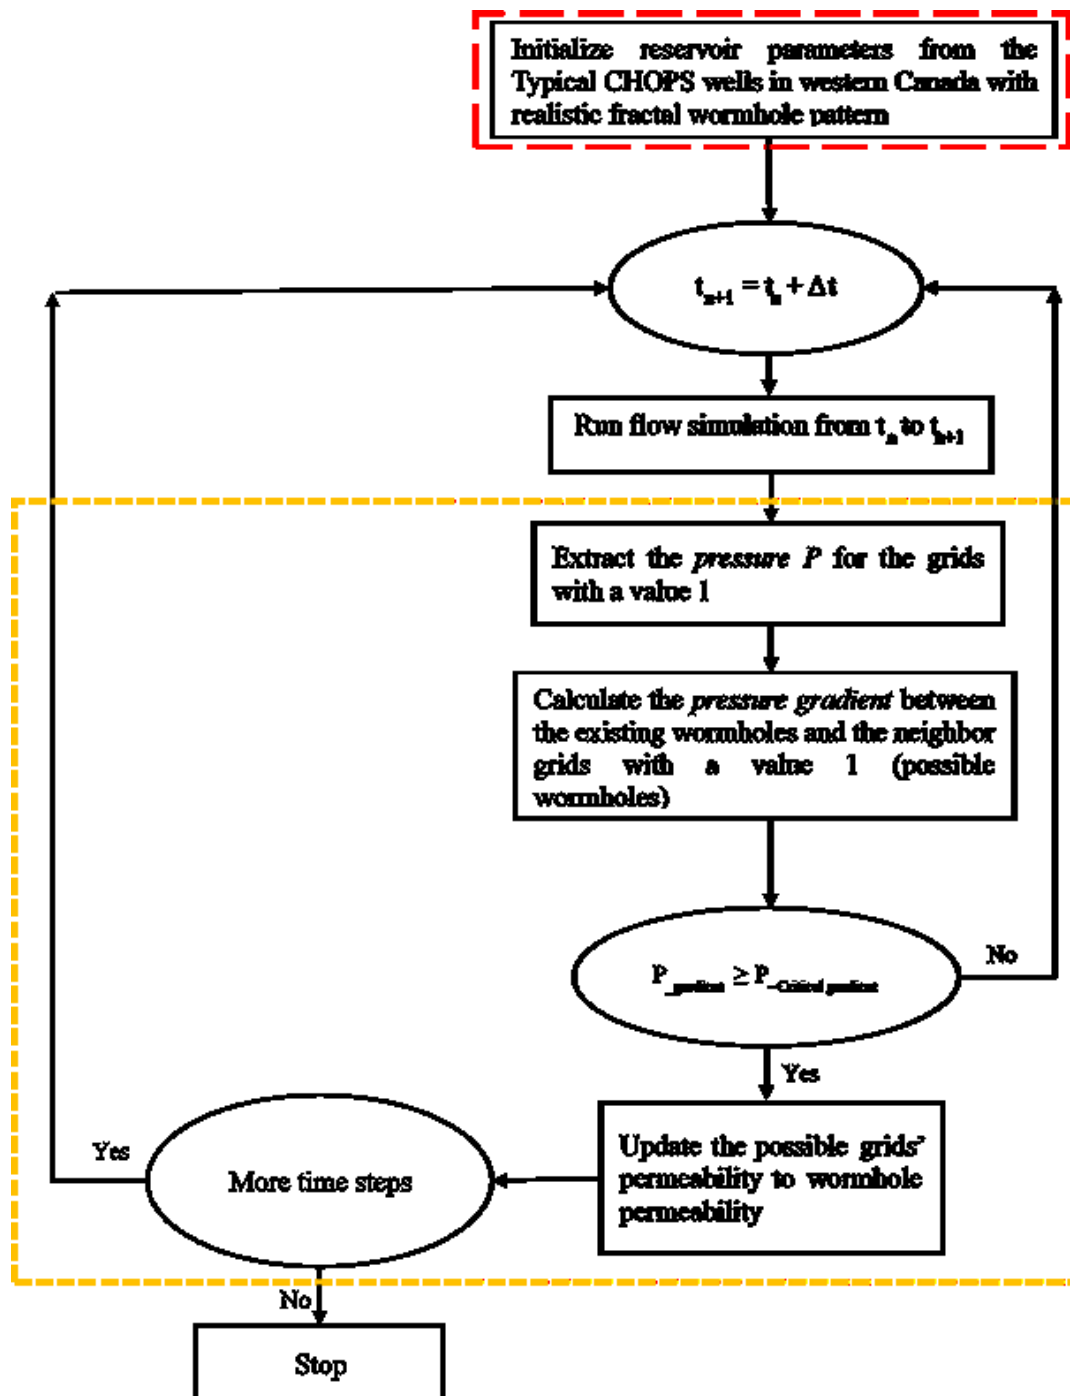 Initialize reservoir parameters from the
Typical CHOPS wells in western Canada with
realistic fractal wormhole pattern
tₙ₊₁ = tₙ + Δt
Run flow simulation from tₙ to tₙ₊₁
Extract the pressure P for the grids
with a value 1
Calculate the pressure gradient between
the existing wormholes and the neighbor
grids with a value 1 (possible
wormholes)
P_gradient ≥ P_Critical gradient
No
Yes
Update the possible grids'
permeability to wormhole
permeability
More time steps
Yes
No
Stop